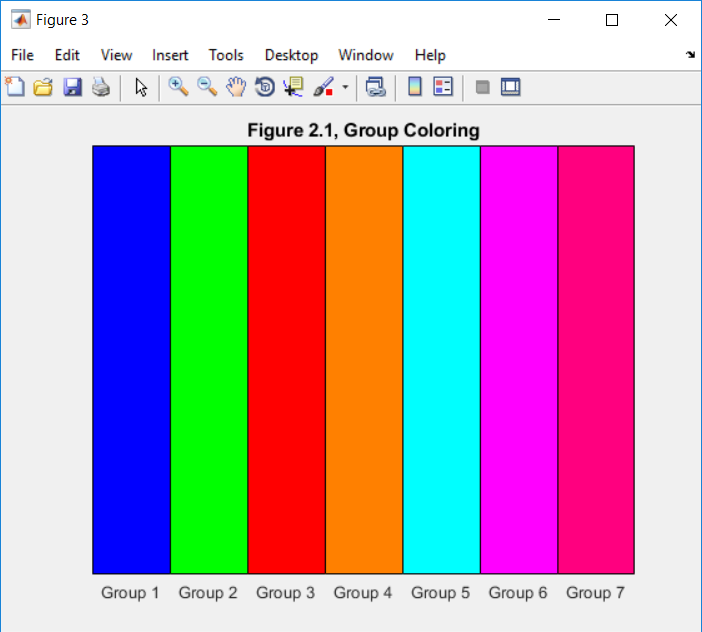 Figure 3
File Edit View Insert Tools Desktop Window Help
Figure 2.1, Group Coloring
Group 1 Group 2 Group 3 Group 4 Group 5 Group 6 Group 7